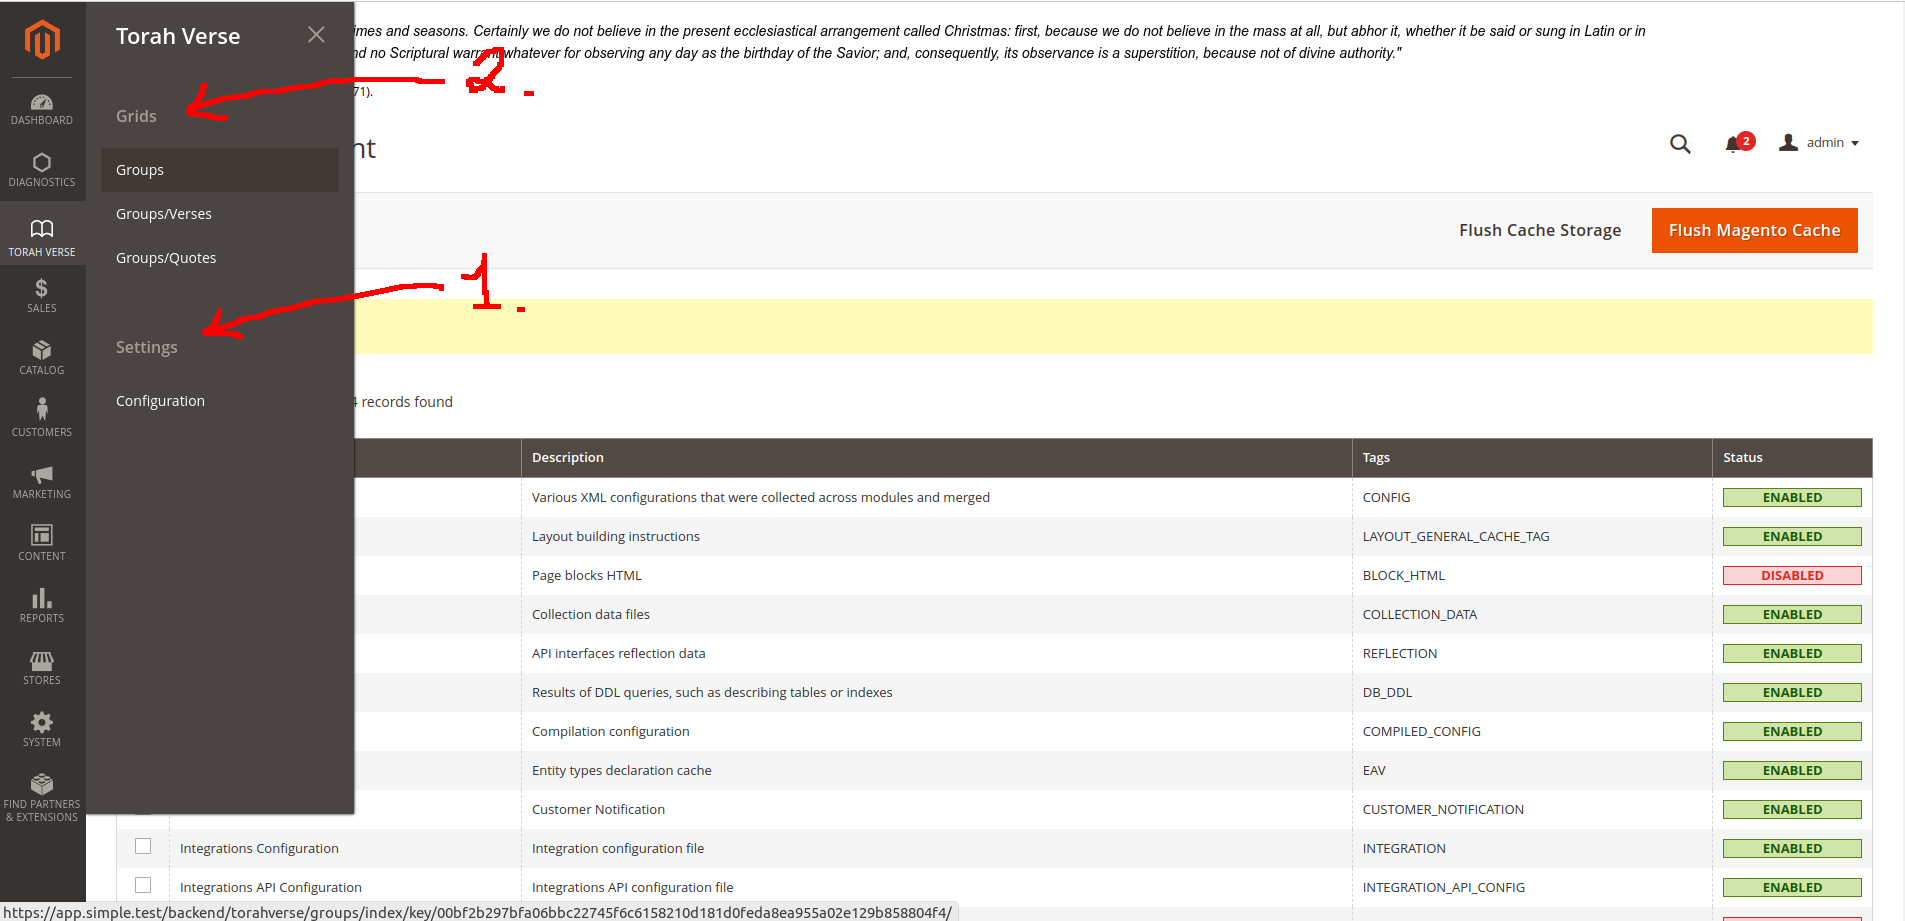 Torah Verse
imes and seasons. Certainly we do not believe in the present ecclesiastical arrangement called Christmas: first, because we do not believe in the mass at all, but abhor it, whether it be said or sung in Latin or in
nd no Scriptural warrant whatever for observing any day as the birthday of the Savior; and, consequently, its observance is a superstition, because not of divine authority."
71).
2.
Grids
Groups
Groups/Verses
Groups/Quotes
1.
Settings
Configuration
DASHBOARD
DIAGNOSTICS
TORAH VERSE
$
SALES
CATALOG
CUSTOMERS
MARKETING
CONTENT
REPORTS
STORES
SYSTEM
FIND PARTNERS
& EXTENSIONS
nt
2
admin
Flush Cache Storage
Flush Magento Cache
4 records found
Description Tags Status
Various XML configurations that were collected across modules and merged CONFIG ENABLED
Layout building instructions LAYOUT_GENERAL_CACHE_TAG ENABLED
Page blocks HTML BLOCK_HTML DISABLED
Collection data files COLLECTION_DATA ENABLED
API interfaces reflection data REFLECTION ENABLED
Results of DDL queries, such as describing tables or indexes DB_DDL ENABLED
Compilation configuration COMPILED_CONFIG ENABLED
Entity types declaration cache EAV ENABLED
Customer Notification CUSTOMER_NOTIFICATION ENABLED
Integrations Configuration Integration configuration file INTEGRATION ENABLED
Integrations API Configuration Integrations API configuration file INTEGRATION_API_CONFIG ENABLED
https://app.simple.test/backend/torahverse/groups/index/key/00bf2b297bfa06bbc22745f6c6158210d181d0feda8ea955a02e129b858804f4/